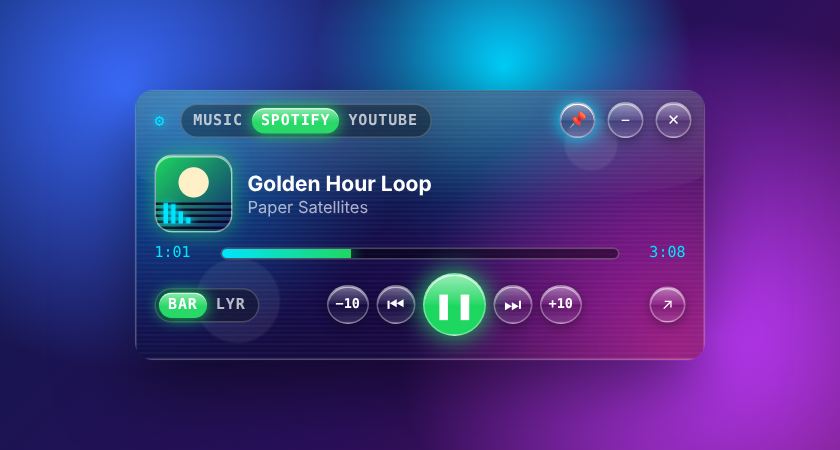 MUSIC SPOTIFY YOUTUBE
Golden Hour Loop
Paper Satellites
1:01 3:08
BAR LYR −10 +10